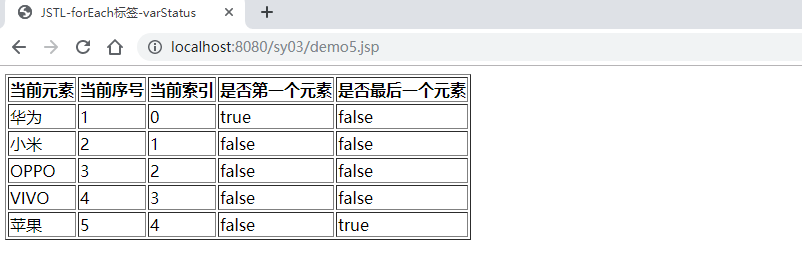 JSTL-forEach标签-varStatus
localhost:8080/sy03/demo5.jsp
当前元素 当前序号 当前索引 是否第一个元素 是否最后一个元素
华为 1 0 true false
小米 2 1 false false
OPPO 3 2 false false
VIVO 4 3 false false
苹果 5 4 false true